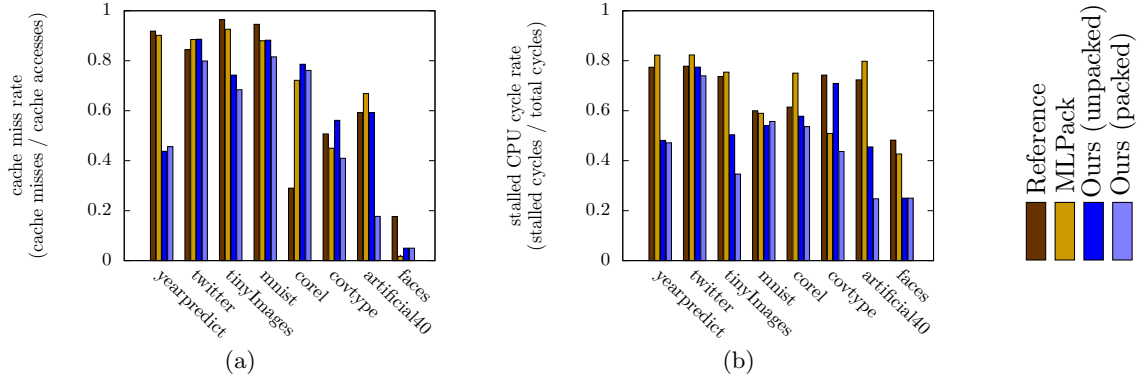 cache miss rate
(cache misses / cache accesses)
1
0.8
0.6
0.4
0.2
0
yearpredict
twitter
tinyImages
mnist
corel
covtype
artificial40
faces
(a)
stalled CPU cycle rate
(stalled cycles / total cycles)
1
0.8
0.6
0.4
0.2
0
yearpredict
twitter
tinyImages
mnist
corel
covtype
artificial40
faces
(b)
Reference
MLPack
Ours (unpacked)
Ours (packed)